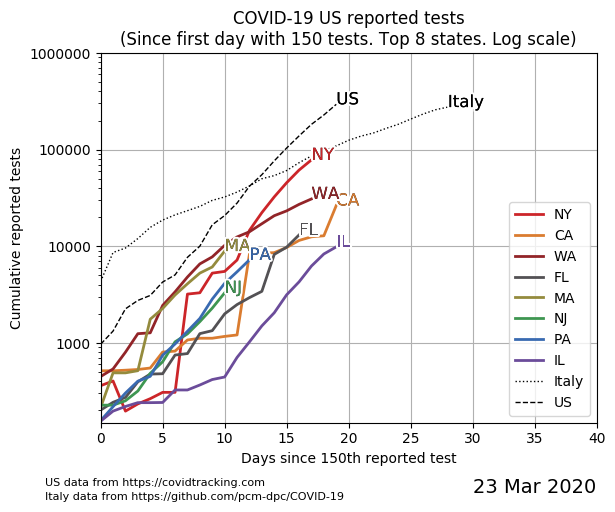 COVID-19 US reported tests
(Since first day with 150 tests. Top 8 states. Log scale)
1000000
100000
10000
1000
Cumulative reported tests
US
Italy
NY
WA
CA
FL
IL
MA
PA
NJ
NY
CA
WA
FL
MA
NJ
PA
IL
Italy
US
0 5 10 15 20 25 30 35 40
Days since 150th reported test
US data from https://covidtracking.com
Italy data from https://github.com/pcm-dpc/COVID-19
23 Mar 2020